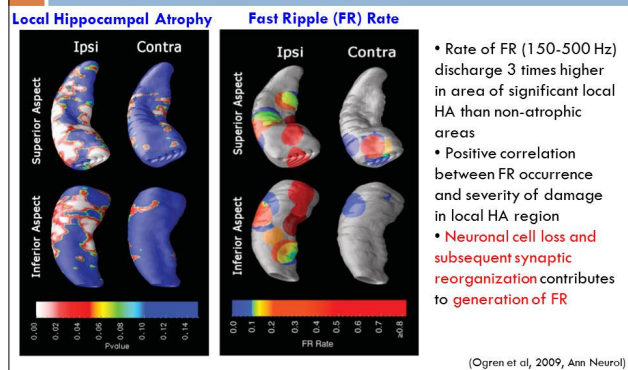 Local Hippocampal Atrophy
Fast Ripple (FR) Rate
Ipsi
Contra
Superior Aspect
Inferior Aspect
0.00
0.02
0.04
0.06
0.08
0.10
0.12
0.14
Pvalue
Ipsi
Contra
Superior Aspect
Inferior Aspect
0.0
0.1
0.2
0.3
0.4
0.5
0.6
0.7
≥0.8
FR Rate
• Rate of FR (150-500 Hz)
discharge 3 times higher
in area of significant local
HA than non-atrophic
areas
• Positive correlation
between FR occurrence
and severity of damage
in local HA region
• Neuronal cell loss and
subsequent synaptic
reorganization contributes
to generation of FR
(Ogren et al, 2009, Ann Neurol)